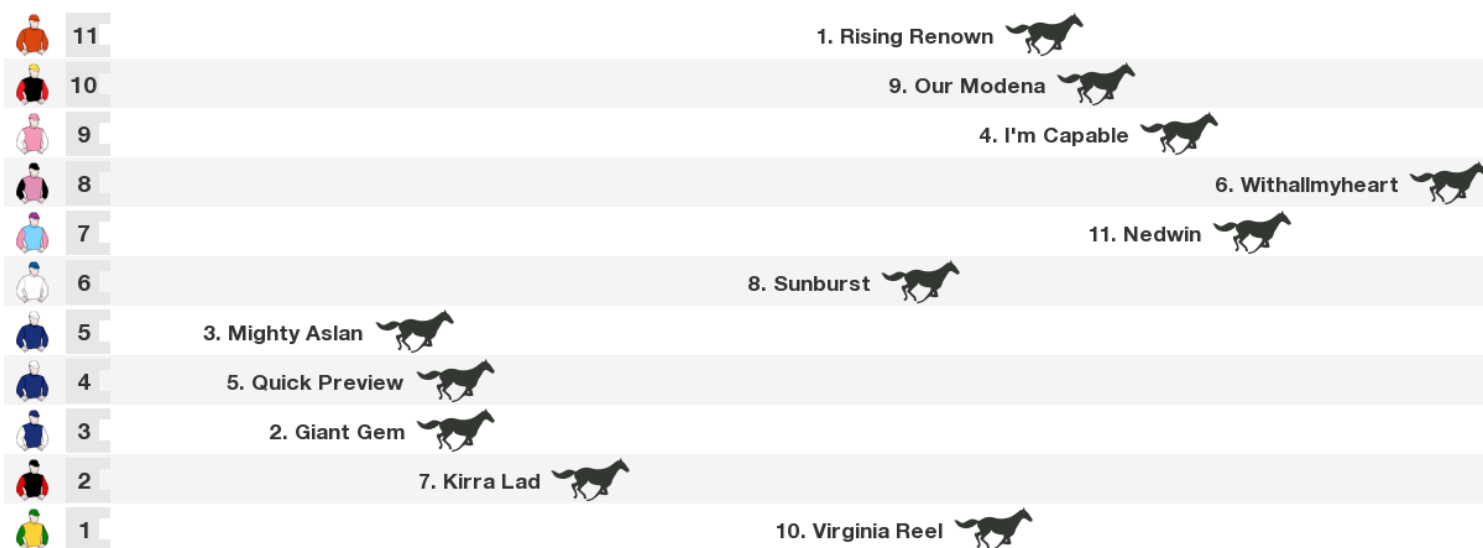 11 1. Rising Renown
10 9. Our Modena
9 4. I'm Capable
8 6. Withallmyheart
7 11. Nedwin
6 8. Sunburst
5 3. Mighty Aslan
4 5. Quick Preview
3 2. Giant Gem
2 7. Kirra Lad
1 10. Virginia Reel